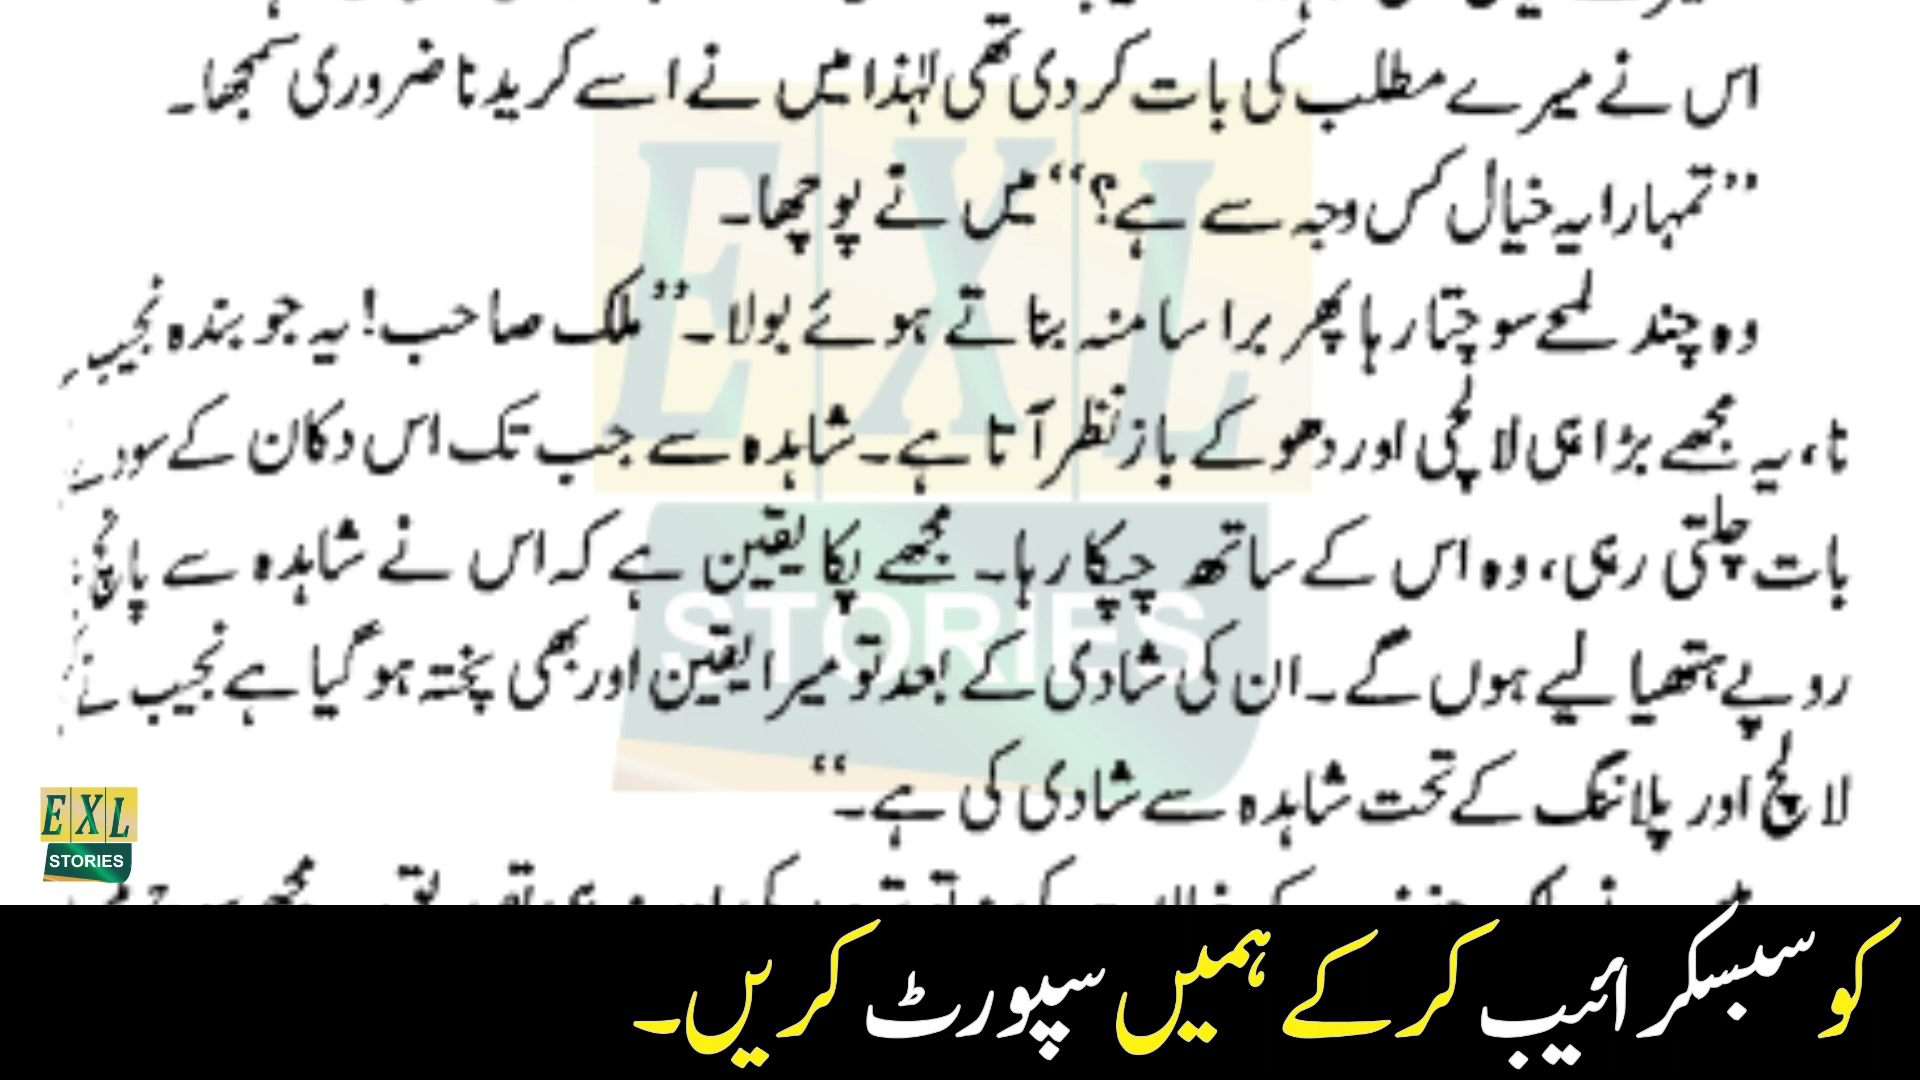 اس نے میرے مطلب کی بات کر دی تھی لہٰذا میں نے اسے کریدنا ضروری سمجھا۔
’’تمہارا یہ خیال کس وجہ سے ہے؟‘‘ میں نے پوچھا۔
وہ چند لمحے سوچتا رہا پھر برا سا منہ بناتے ہوئے بولا۔ ’’ملک صاحب! یہ جو بندہ نجیب
نا، یہ مجھے بڑا ہی لالچی اور دھوکے باز نظر آتا ہے۔ شاہدہ سے جب تک اس دکان کے سودے
بات چلتی رہی، وہ اس کے ساتھ چپکا رہا۔ مجھے پکا یقین ہے کہ اس نے شاہدہ سے پانچ
روپے ہتھیا لیے ہوں گے۔ ان کی شادی کے بعد تو میرا یقین اور بھی پختہ ہو گیا ہے نجیب نے
لالچ اور پلاننگ کے تحت شاہدہ سے شادی کی ہے۔‘‘
EXL
STORIES
EXL
STORIES
کو سبسکرائیب کر کے ہمیں سپورٹ کریں۔